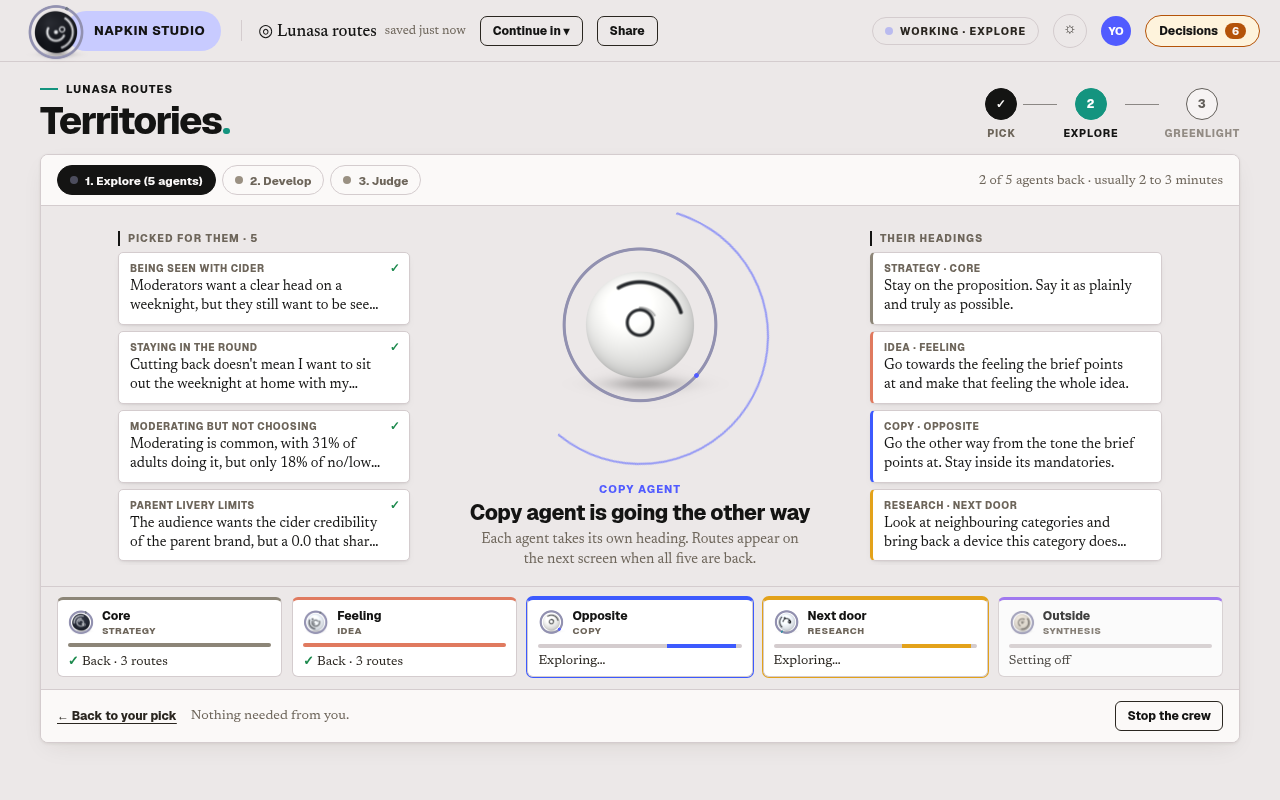 NAPKIN STUDIO
◎ Lunasa routes saved just now
Continue in ▾
Share
WORKING · EXPLORE
YO
Decisions 6
LUNASA ROUTES
Territories.
✓ 2 3
PICK EXPLORE GREENLIGHT
1. Explore (5 agents) 2. Develop 3. Judge
2 of 5 agents back · usually 2 to 3 minutes
PICKED FOR THEM · 5
BEING SEEN WITH CIDER ✓
Moderators want a clear head on a
weeknight, but they still want to be see...
STAYING IN THE ROUND ✓
Cutting back doesn't mean I want to sit
out the weeknight at home with my...
MODERATING BUT NOT CHOOSING ✓
Moderating is common, with 31% of
adults doing it, but only 18% of no/low...
PARENT LIVERY LIMITS ✓
The audience wants the cider credibility
of the parent brand, but a 0.0 that shar...
COPY AGENT
Copy agent is going the other way
Each agent takes its own heading. Routes appear on
the next screen when all five are back.
THEIR HEADINGS
STRATEGY · CORE
Stay on the proposition. Say it as plainly
and truly as possible.
IDEA · FEELING
Go towards the feeling the brief points
at and make that feeling the whole idea.
COPY · OPPOSITE
Go the other way from the tone the brief
points at. Stay inside its mandatories.
RESEARCH · NEXT DOOR
Look at neighbouring categories and
bring back a device this category does...
Core
STRATEGY
✓ Back · 3 routes
Feeling
IDEA
✓ Back · 3 routes
Opposite
COPY
Exploring...
Next door
RESEARCH
Exploring...
Outside
SYNTHESIS
Setting off
← Back to your pick Nothing needed from you.
Stop the crew